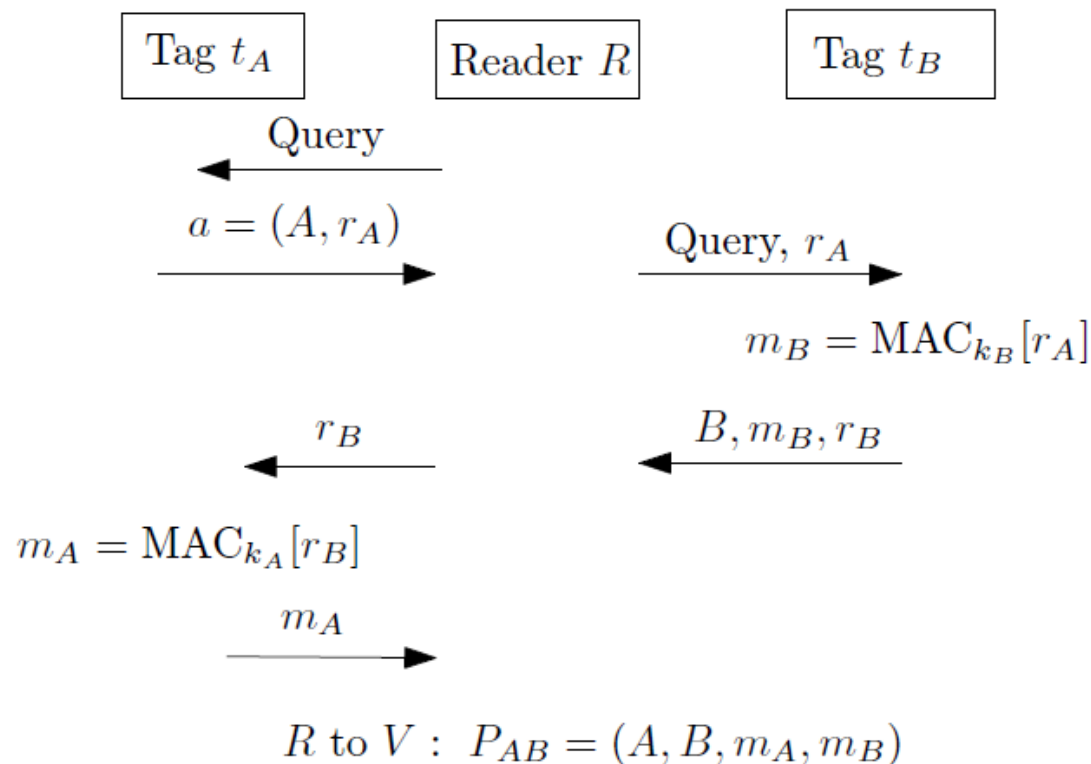 Tag t_A Reader R Tag t_B
Query
a = (A, r_A)
Query, r_A
m_B = MAC_{k_B}[r_A]
r_B
B, m_B, r_B
m_A = MAC_{k_A}[r_B]
m_A
R to V : P_{AB} = (A, B, m_A, m_B)